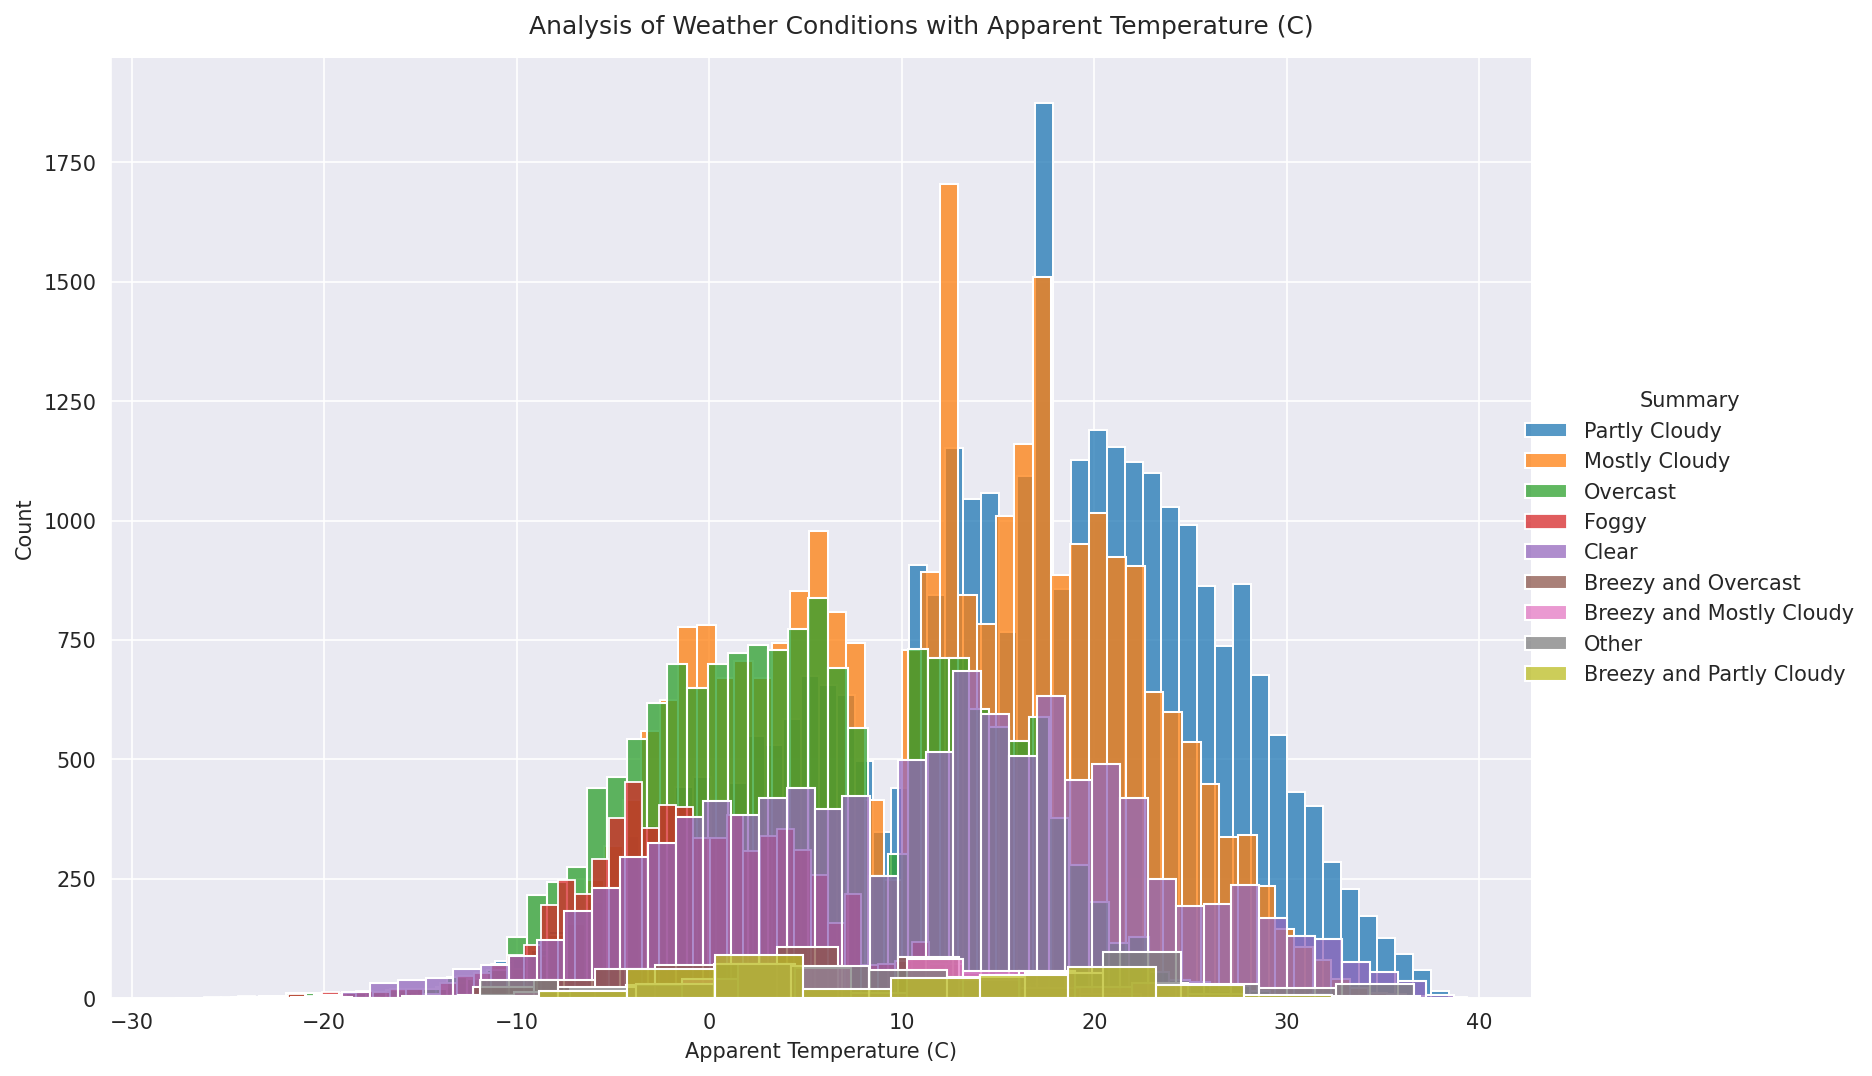 Analysis of Weather Conditions with Apparent Temperature (C)
1750
1500
1250
1000
750
500
250
0
Count
−30
−20
−10
0
10
20
30
40
Apparent Temperature (C)
Summary
Partly Cloudy
Mostly Cloudy
Overcast
Foggy
Clear
Breezy and Overcast
Breezy and Mostly Cloudy
Other
Breezy and Partly Cloudy